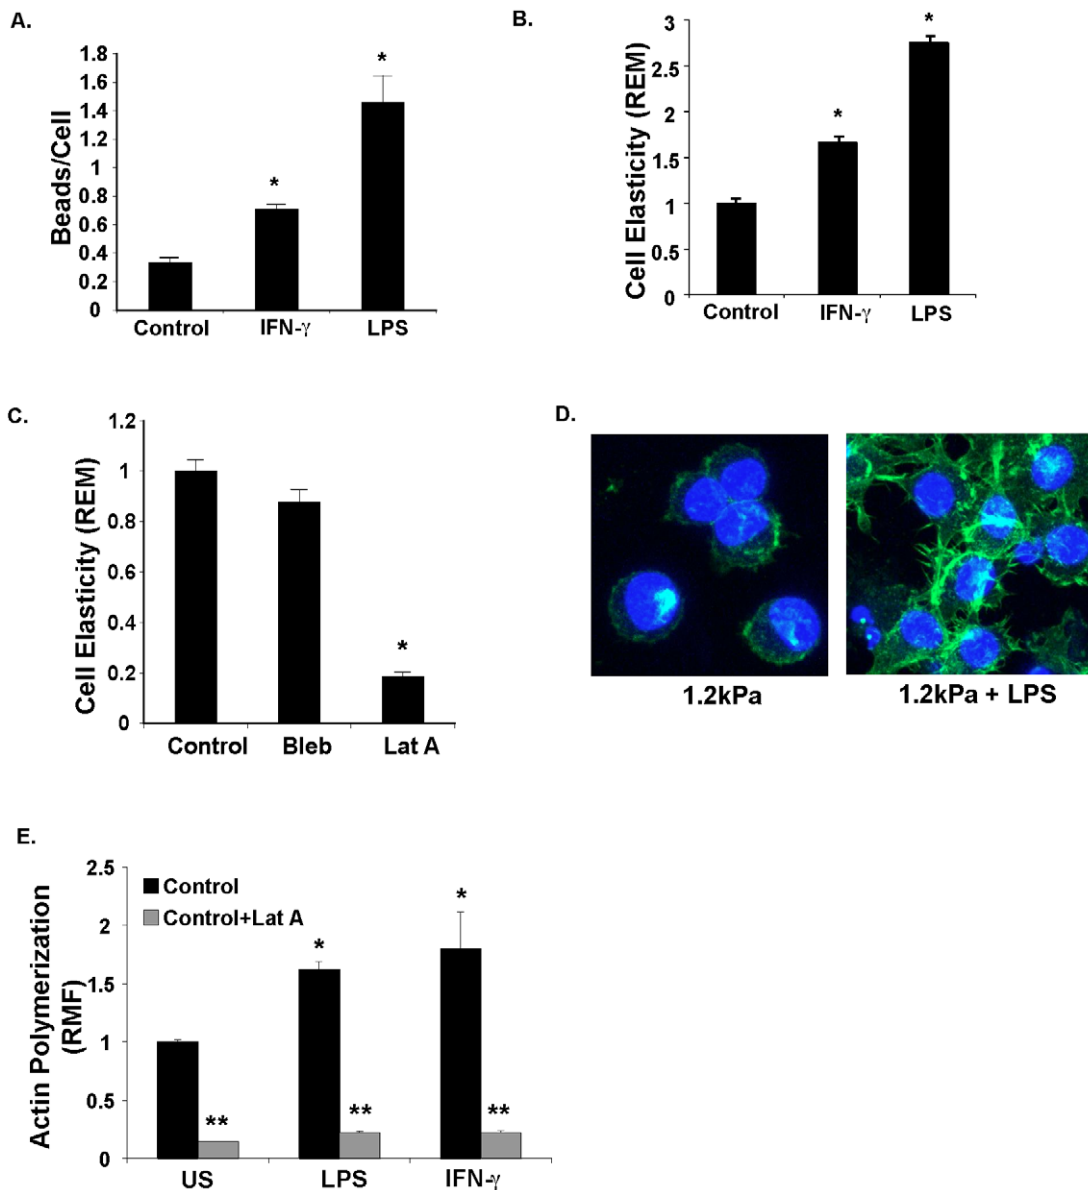 A.
Beads/Cell
1.8
1.6
1.4
1.2
1
0.8
0.6
0.4
0.2
0
*
*
Control IFN-γ LPS
B.
Cell Elasticity (REM)
3
2.5
2
1.5
1
0.5
0
*
*
Control IFN-γ LPS
C.
Cell Elasticity (REM)
1.2
1
0.8
0.6
0.4
0.2
0
*
Control Bleb Lat A
D.
1.2kPa
1.2kPa + LPS
E.
Actin Polymerization
(RMF)
2.5
2
1.5
1
0.5
0
Control
Control+Lat A
*
*
**
**
**
US LPS IFN-γ